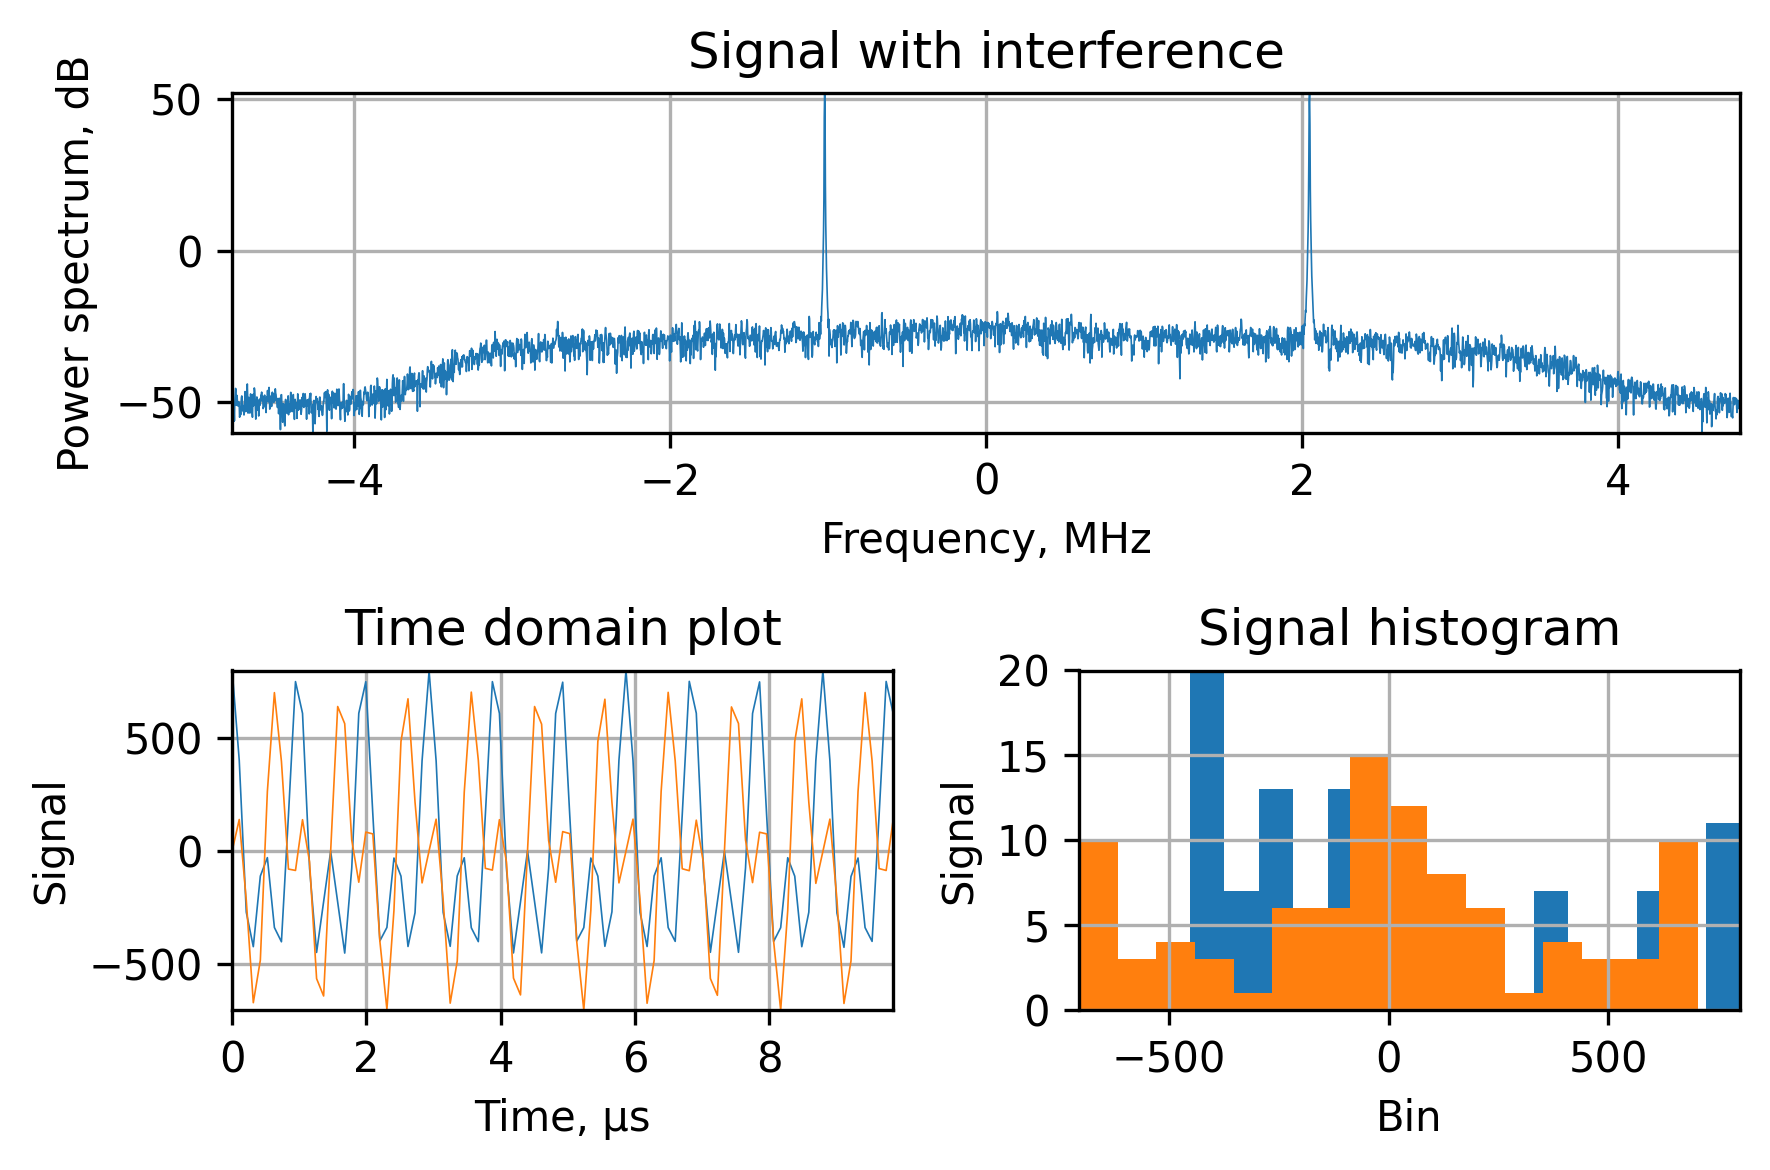 Signal with interference
Power spectrum, dB
50
0
−50
−4 −2 0 2 4
Frequency, MHz
Time domain plot
Signal
500
0
−500
0 2 4 6 8
Time, µs
Signal histogram
Signal
20
15
10
5
0
−500 0 500
Bin